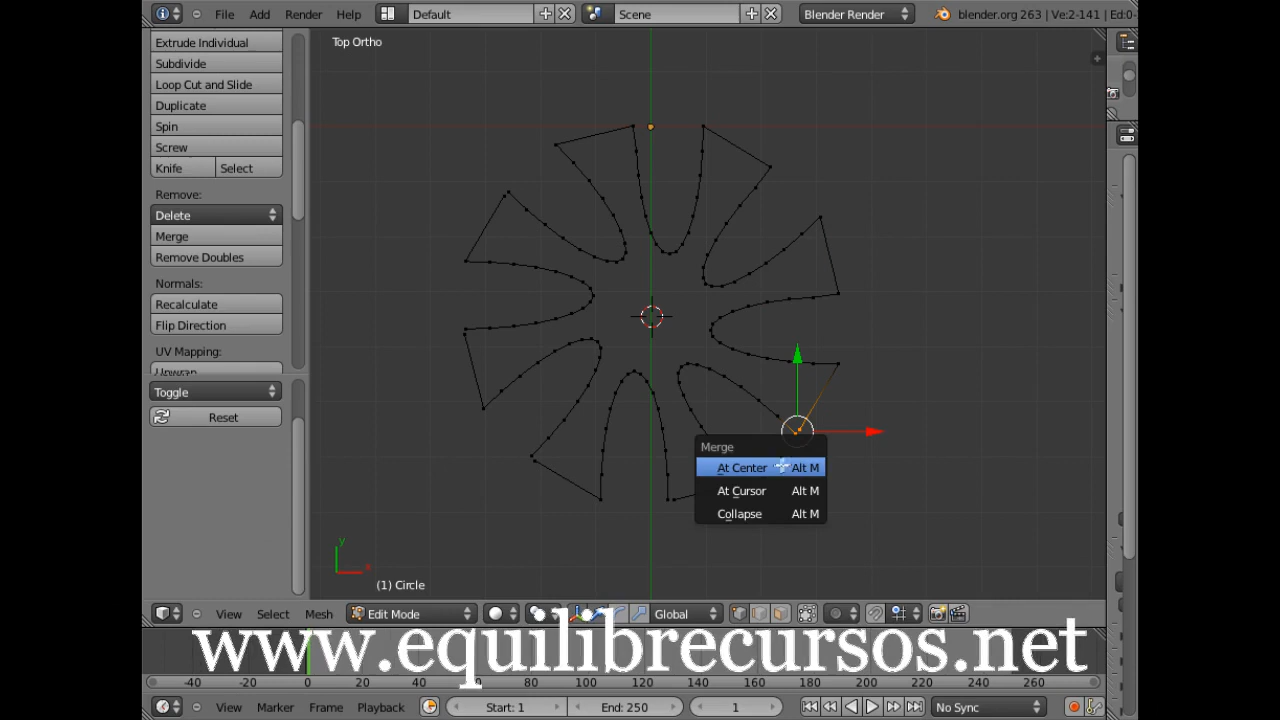 File Add Render Help Default Scene Blender Render blender.org 263 | Ve:2-141 | Ed:0-
Extrude Individual
Subdivide
Loop Cut and Slide
Duplicate
Spin
Screw
Knife Select
Remove:
Delete
Merge
Remove Doubles
Normals:
Recalculate
Flip Direction
UV Mapping:
Unwrap
Toggle
Reset
Top Ortho
Merge
At Center Alt M
At Cursor Alt M
Collapse Alt M
y
x
(1) Circle
View Select Mesh Edit Mode Global
www.equilibrecursos.net
-40 -20 0 20 40 60 80 100 120 140 160 180 200 220 240 260
View Marker Frame Playback Start: 1 End: 250 1 No Sync